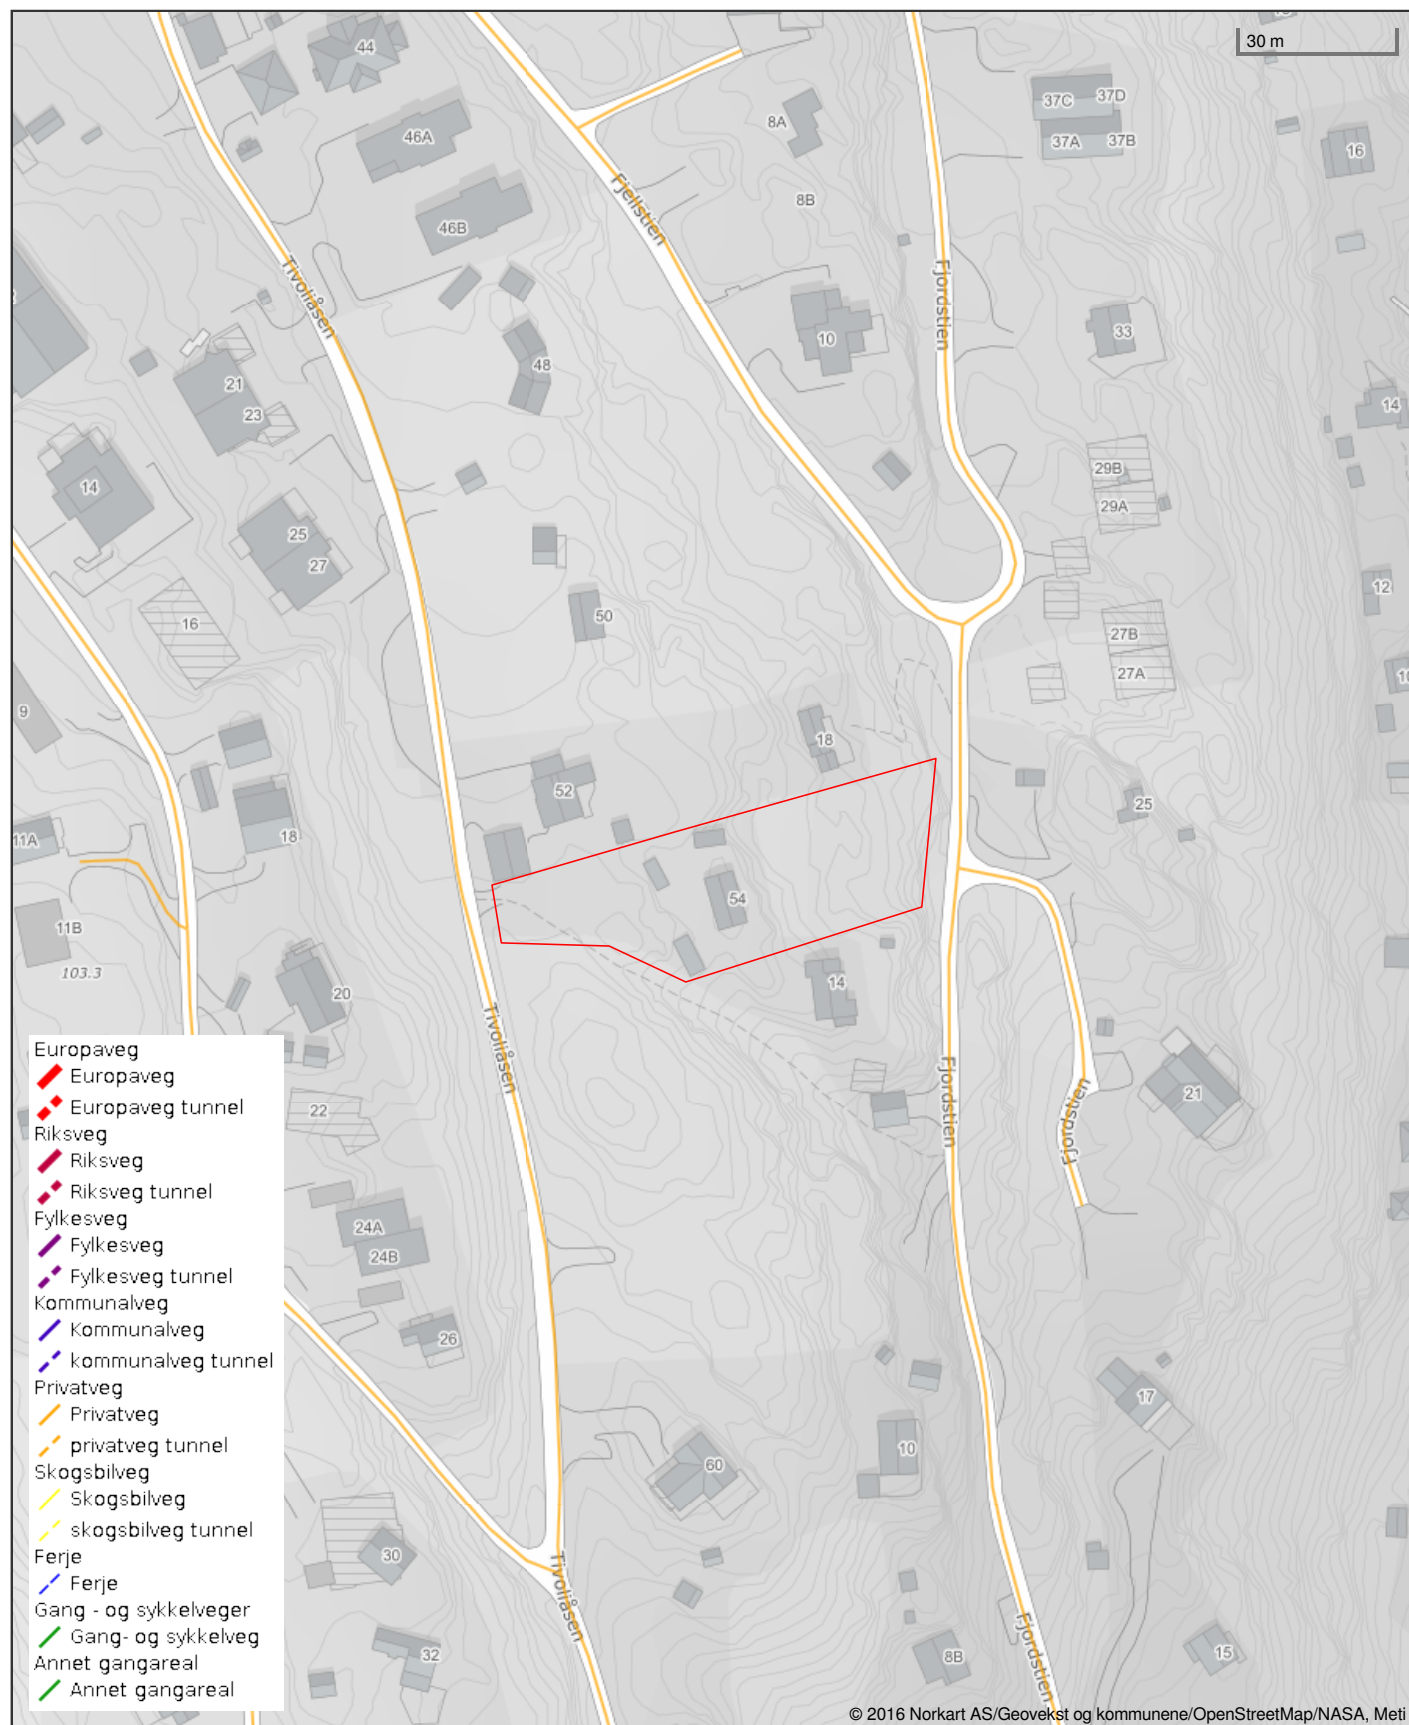 30 m
44
37C
37D
46A
8A
37A
37B
16
8B
Fjellstien
46B
Tivoliåsen
Fjordstien
33
10
48
21
14
23
29B
14
29A
25
27
12
50
16
27B
27A
9
18
52
25
18
11A
54
11B
103.3
14
20
Tivoliåsen
Fjordstien
21
Fjordstien
22
24A
24B
26
17
10
60
30
Tivoliåsen
Fjordstien
32
8B
15
Europaveg
Europaveg
Europaveg tunnel
Riksveg
Riksveg
Riksveg tunnel
Fylkesveg
Fylkesveg
Fylkesveg tunnel
Kommunalveg
Kommunalveg
kommunalveg tunnel
Privatveg
Privatveg
privatveg tunnel
Skogsbilveg
Skogsbilveg
skogsbilveg tunnel
Ferje
Ferje
Gang - og sykkelveger
Gang- og sykkelveg
Annet gangareal
Annet gangareal
© 2016 Norkart AS/Geovekst og kommunene/OpenStreetMap/NASA, Meti